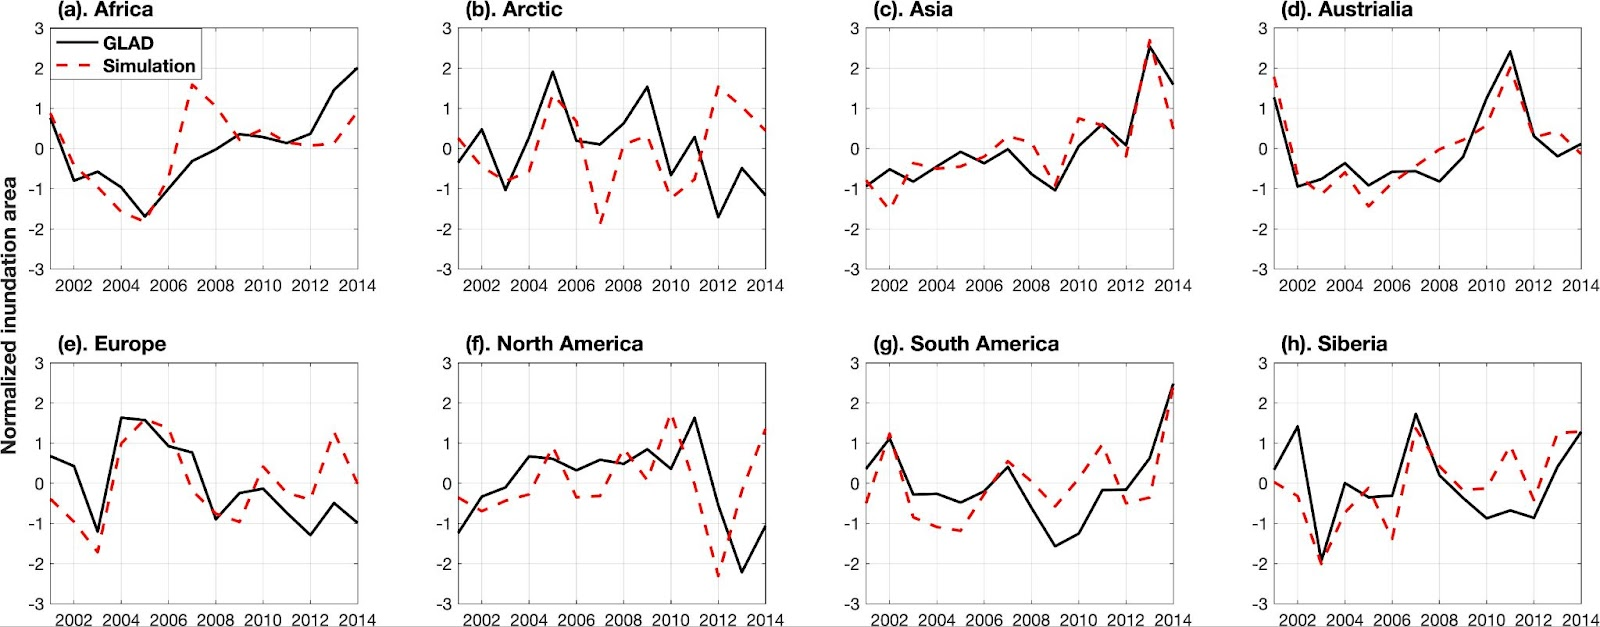 (a). Africa
(b). Arctic
(c). Asia
(d). Austrialia
3 2 1 0 -1 -2 -3
GLAD
Simulation
3 2 1 0 -1 -2 -3
3 2 1 0 -1 -2 -3
3 2 1 0 -1 -2 -3
2002 2004 2006 2008 2010 2012 2014
2002 2004 2006 2008 2010 2012 2014
2002 2004 2006 2008 2010 2012 2014
2002 2004 2006 2008 2010 2012 2014
Normalized inundation area
(e). Europe
(f). North America
(g). South America
(h). Siberia
3 2 1 0 -1 -2 -3
3 2 1 0 -1 -2 -3
3 2 1 0 -1 -2 -3
3 2 1 0 -1 -2 -3
2002 2004 2006 2008 2010 2012 2014
2002 2004 2006 2008 2010 2012 2014
2002 2004 2006 2008 2010 2012 2014
2002 2004 2006 2008 2010 2012 2014